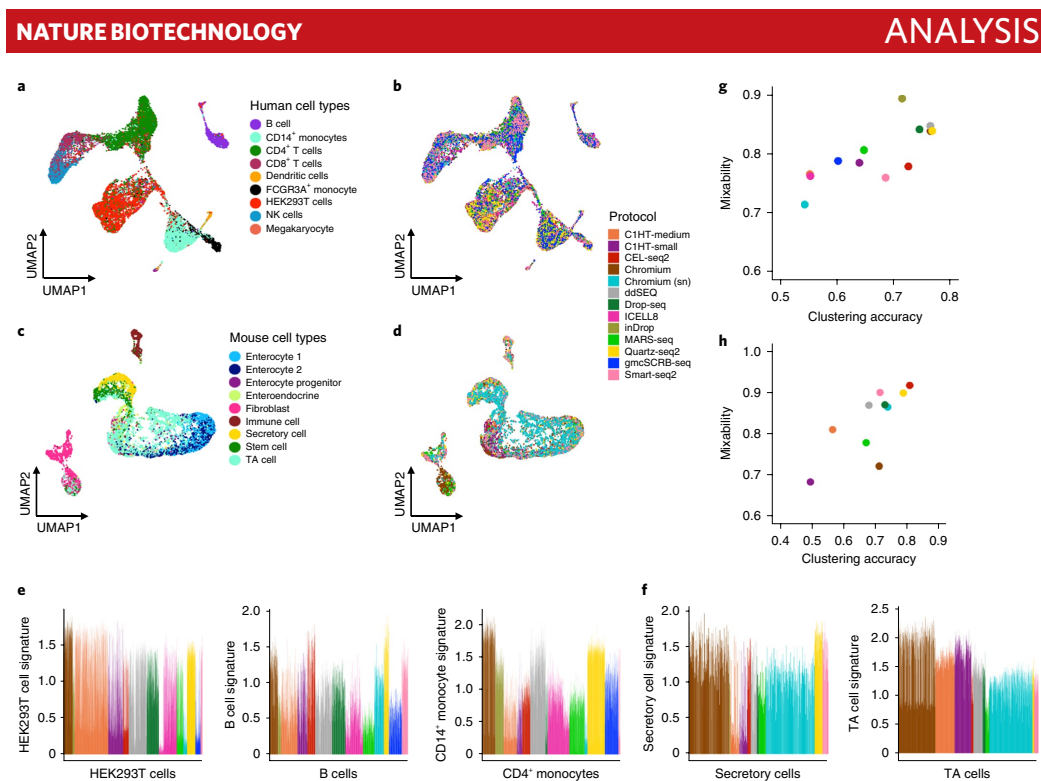 NATURE BIOTECHNOLOGY
ANALYSIS
a
Human cell types
B cell
CD14⁺ monocytes
CD4⁺ T cells
CD8⁺ T cells
Dendritic cells
FCGR3A⁺ monocyte
HEK293T cells
NK cells
Megakaryocyte
UMAP2
UMAP1
b
UMAP2
UMAP1
Protocol
C1HT-medium
C1HT-small
CEL-seq2
Chromium
Chromium (sn)
ddSEQ
Drop-seq
ICELL8
inDrop
MARS-seq
Quartz-seq2
gmcSCRB-seq
Smart-seq2
c
Mouse cell types
Enterocyte 1
Enterocyte 2
Enterocyte progenitor
Enteroendocrine
Fibroblast
Immune cell
Secretory cell
Stem cell
TA cell
UMAP2
UMAP1
d
UMAP2
UMAP1
g
Mixability
0.9
0.8
0.7
0.6
0.5 0.6 0.7 0.8
Clustering accuracy
h
Mixability
1.0
0.9
0.8
0.7
0.6
0.4 0.5 0.6 0.7 0.8 0.9
Clustering accuracy
e
HEK293T cell signature
1.5
1.0
0.5
0
HEK293T cells
B cell signature
2.0
1.5
1.0
0.5
0
B cells
CD14⁺ monocyte signature
2.0
1.5
1.0
0.5
0
CD4⁺ monocytes
f
Secretory cell signature
2.0
1.5
1.0
0.5
0
Secretory cells
TA cell signature
2.5
2.0
1.5
1.0
0.5
0
TA cells